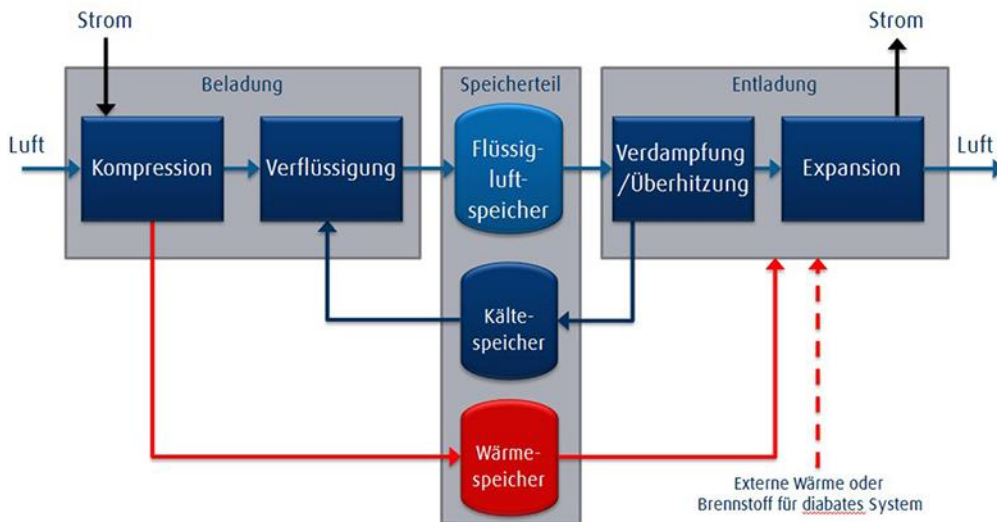 Strom
Strom
Beladung
Speicherteil
Entladung
Luft
Kompression
Verflüssigung
Flüssig-
luft-
speicher
Verdampfung
/Überhitzung
Expansion
Luft
Kälte-
speicher
Wärme-
speicher
Externe Wärme oder
Brennstoff für diabates System